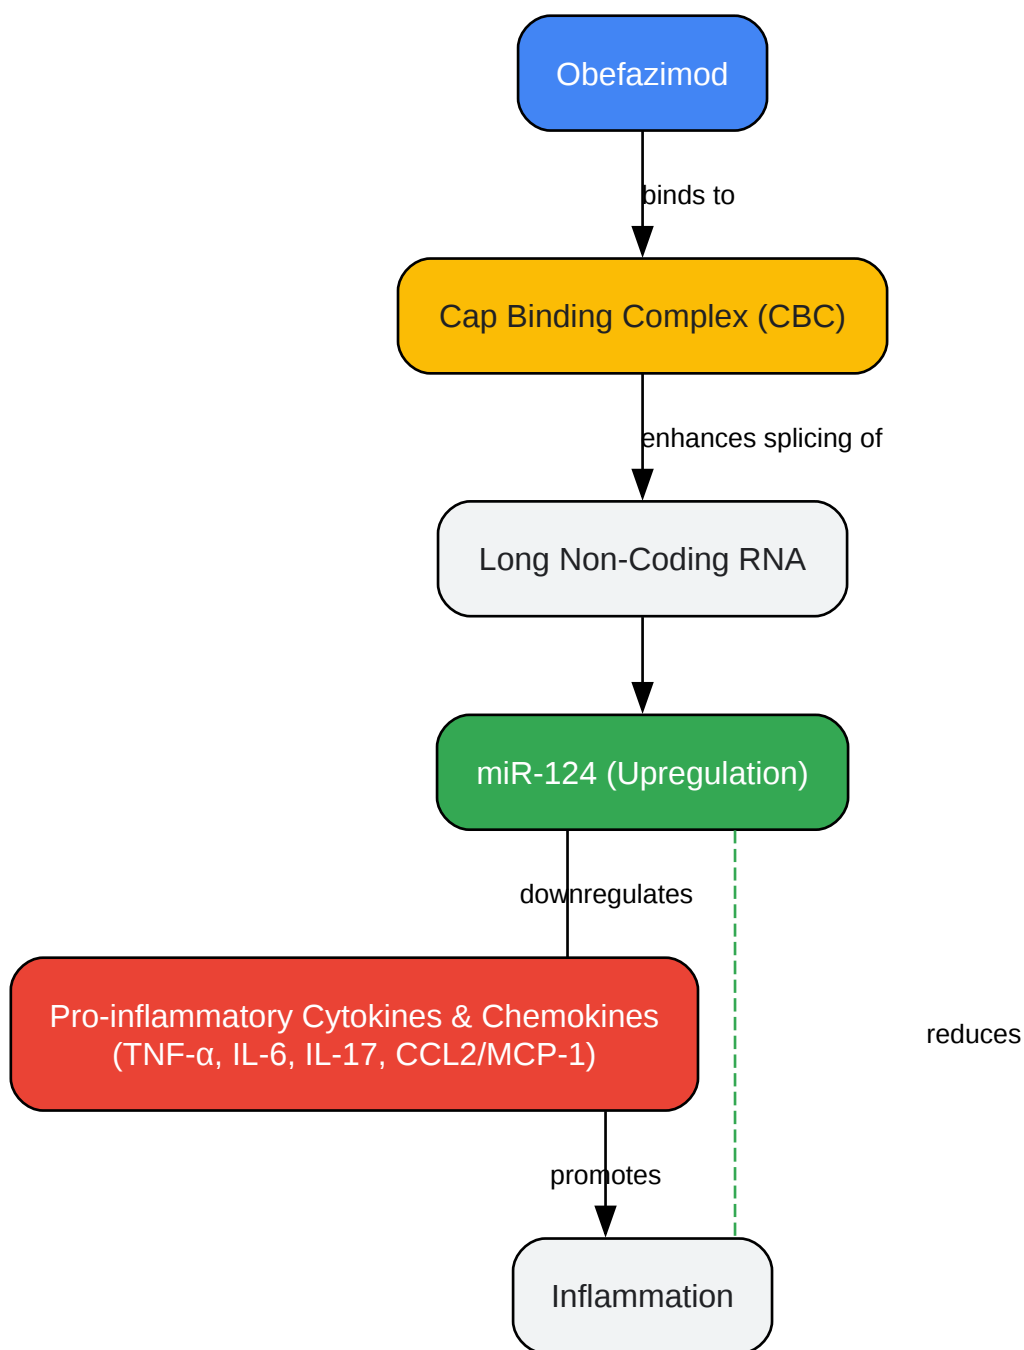 Obefazimod
binds to
Cap Binding Complex (CBC)
enhances splicing of
Long Non-Coding RNA
miR-124 (Upregulation)
downregulates
Pro-inflammatory Cytokines & Chemokines
(TNF-α, IL-6, IL-17, CCL2/MCP-1)
reduces
promotes
Inflammation